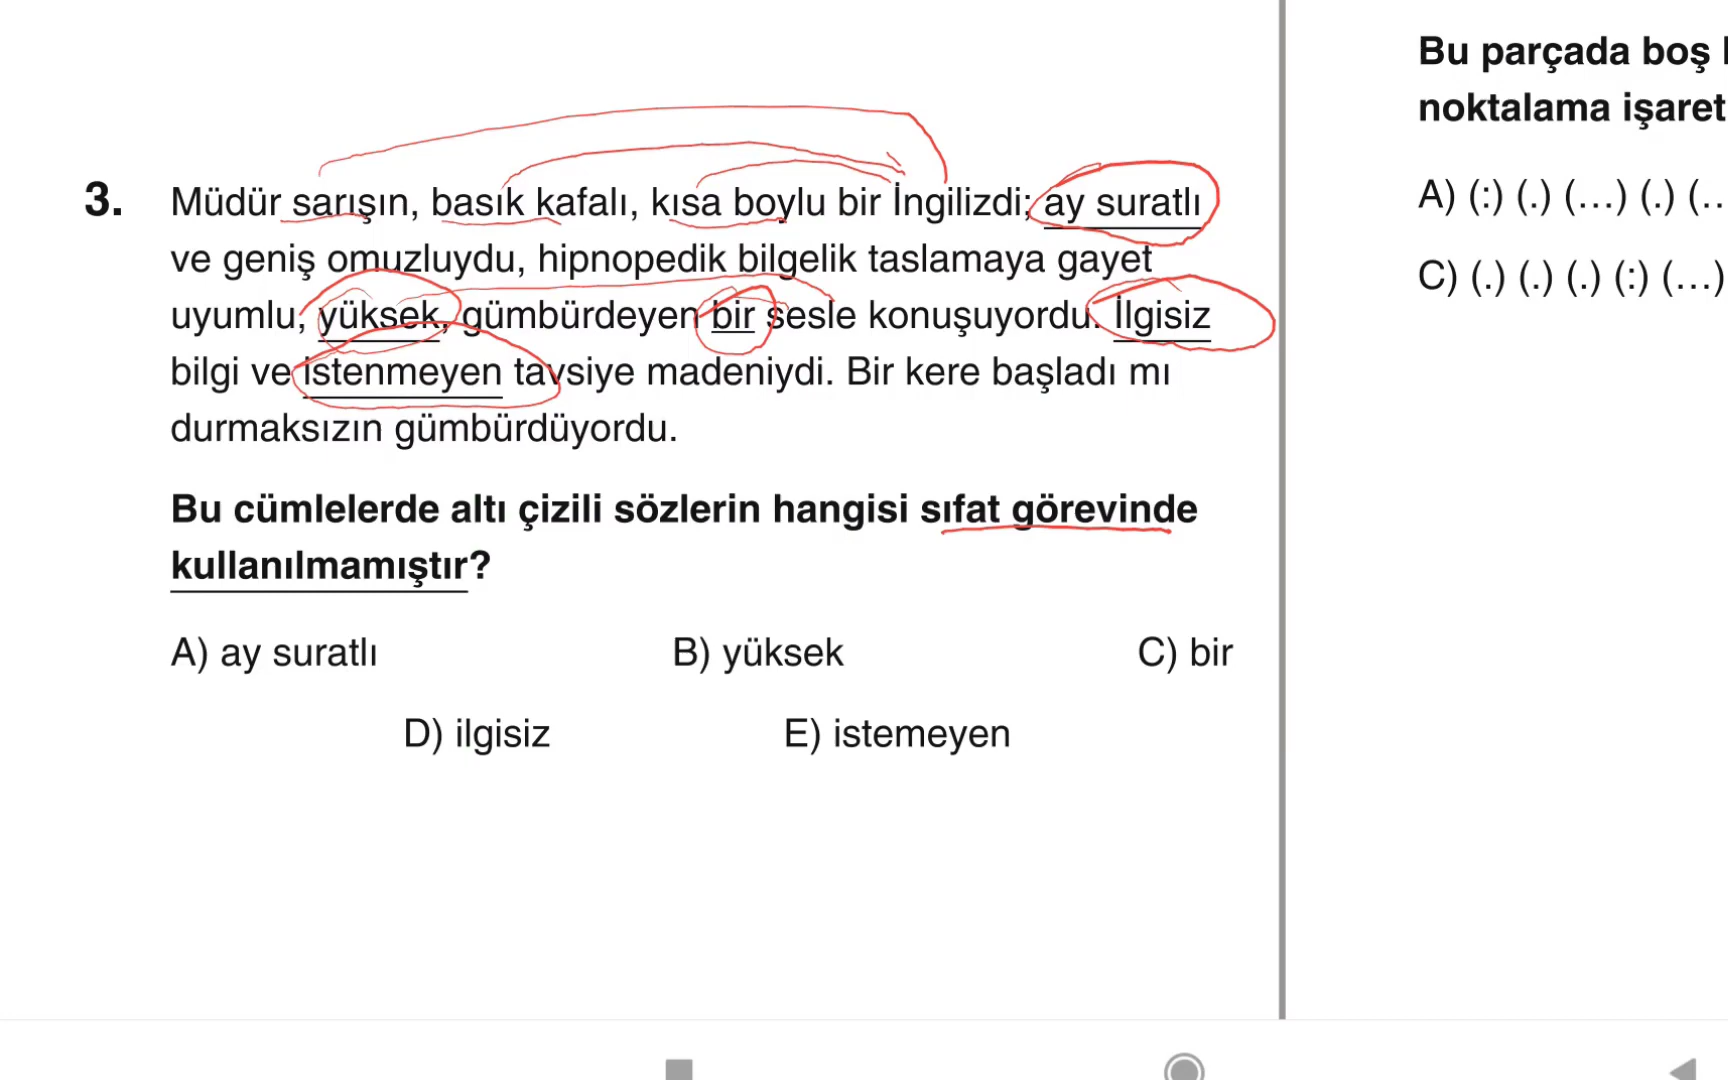 3. Müdür sarışın, basık kafalı, kısa boylu bir İngilizdi; ay suratlı
ve geniş omuzluydu, hipnopedik bilgelik taslamaya gayet
uyumlu, yüksek, gümbürdeyen bir sesle konuşuyordu. İlgisiz
bilgi ve istenmeyen tavsiye madeniydi. Bir kere başladı mı
durmaksızın gümbürdüyordu.
Bu cümlelerde altı çizili sözlerin hangisi sıfat görevinde
kullanılmamıştır?
A) ay suratlı B) yüksek C) bir
D) ilgisiz E) istemeyen
Bu parçada boş
noktalama işaret
A) (:) (.) (...) (.) (..
C) (.) (.) (.) (:) (...)